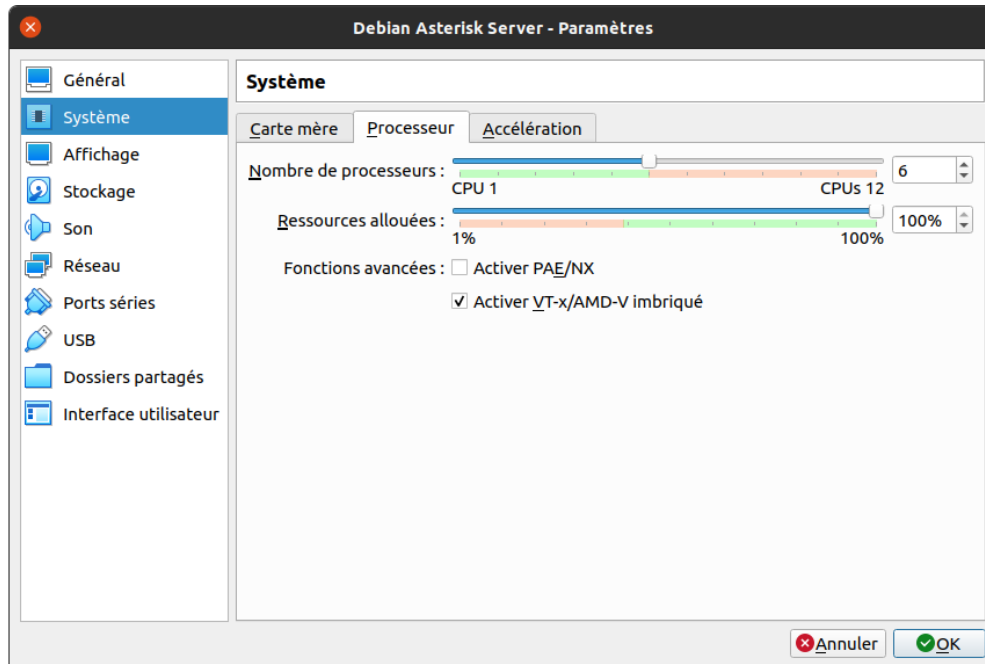 Debian Asterisk Server - Paramètres
Général
Système
Affichage
Stockage
Son
Réseau
Ports séries
USB
Dossiers partagés
Interface utilisateur
Système
Carte mère Processeur Accélération
Nombre de processeurs : 6
CPU 1 CPUs 12
Ressources allouées : 100%
1% 100%
Fonctions avancées : Activer PAE/NX
Activer VT-x/AMD-V imbriqué
Annuler OK